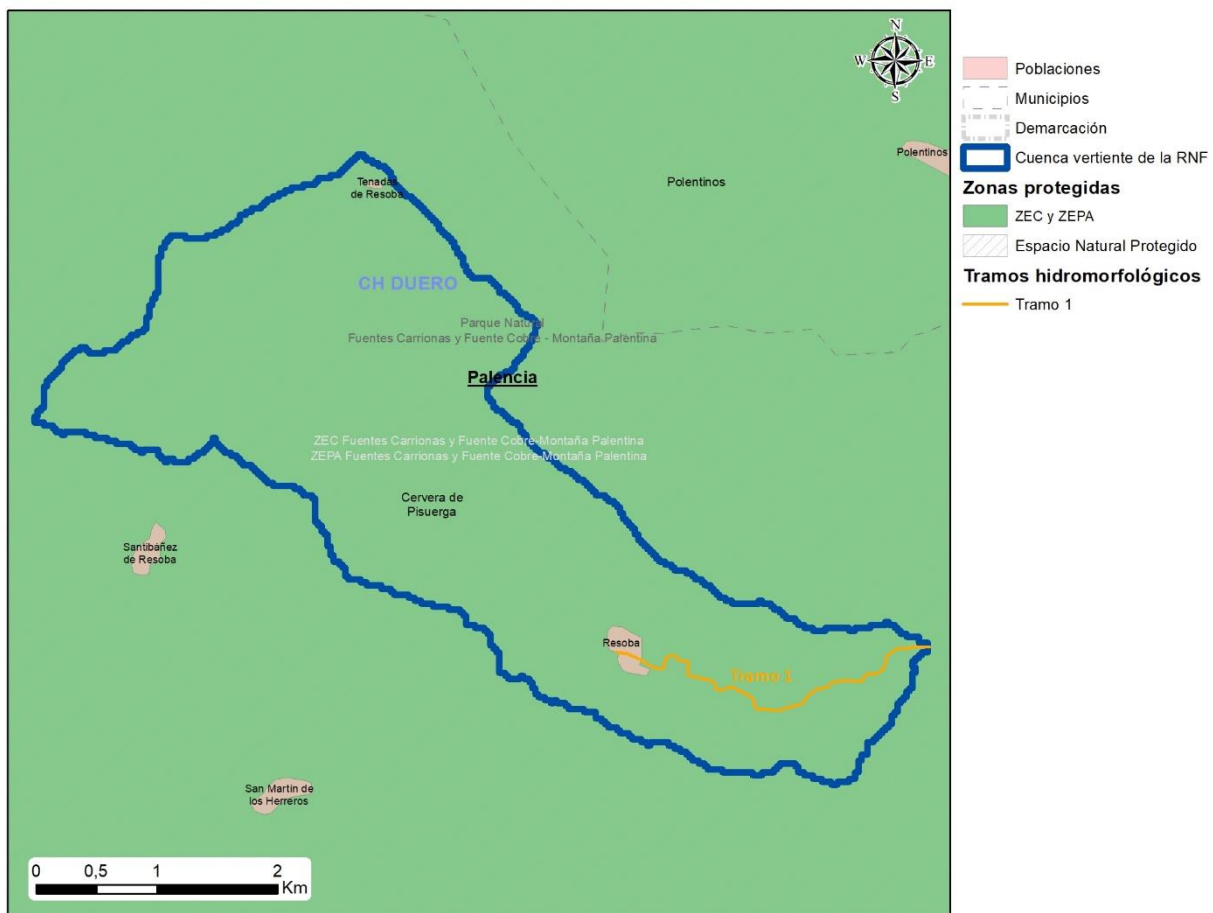 N
W
E
S
Polentinos
Tenadas
de Resoba
Polentinos
CH DUERO
Parque Natural
Fuentes Carrionas y Fuente Cobre - Montaña Palentina
Palencia
ZEC Fuentes Carrionas y Fuente Cobre-Montaña Palentina
ZEPA Fuentes Carrionas y Fuente Cobre-Montaña Palentina
Cervera de
Pisuerga
Santibáñez
de Resoba
Resoba
Tramo 1
San Martín de
los Herreros
0 0,5 1 2
Km
Poblaciones
Municipios
Demarcación
Cuenca vertiente de la RNF
Zonas protegidas
ZEC y ZEPA
Espacio Natural Protegido
Tramos hidromorfológicos
Tramo 1